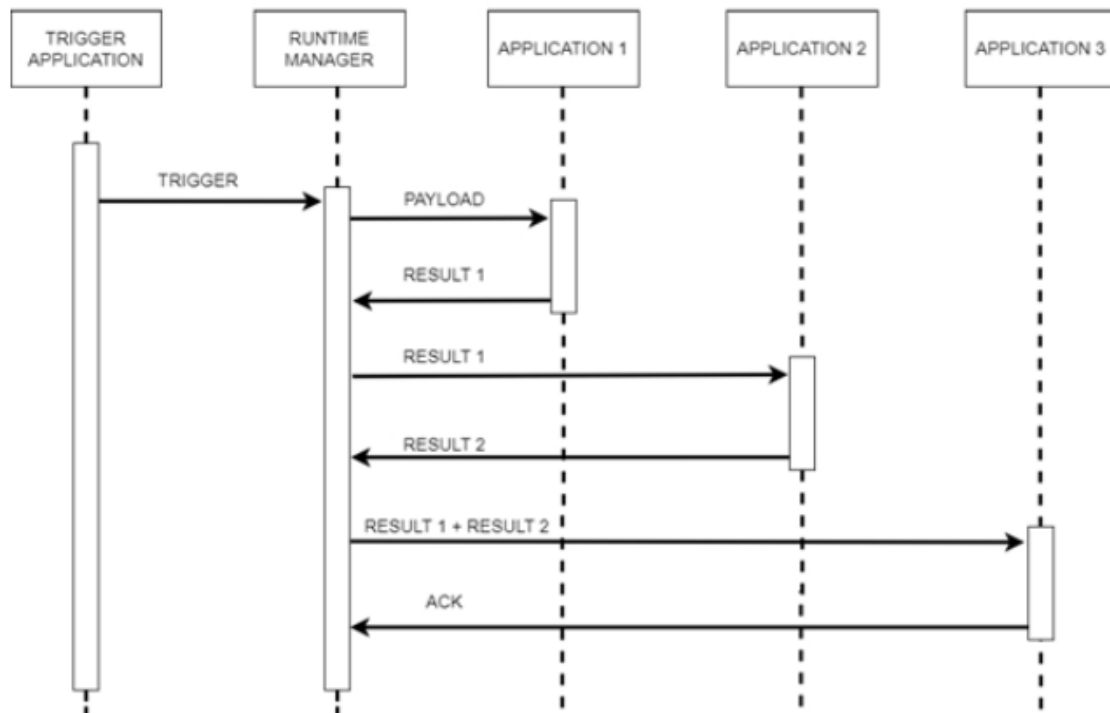 TRIGGER
APPLICATION
RUNTIME
MANAGER
APPLICATION 1
APPLICATION 2
APPLICATION 3
TRIGGER
PAYLOAD
RESULT 1
RESULT 1
RESULT 2
RESULT 1 + RESULT 2
ACK